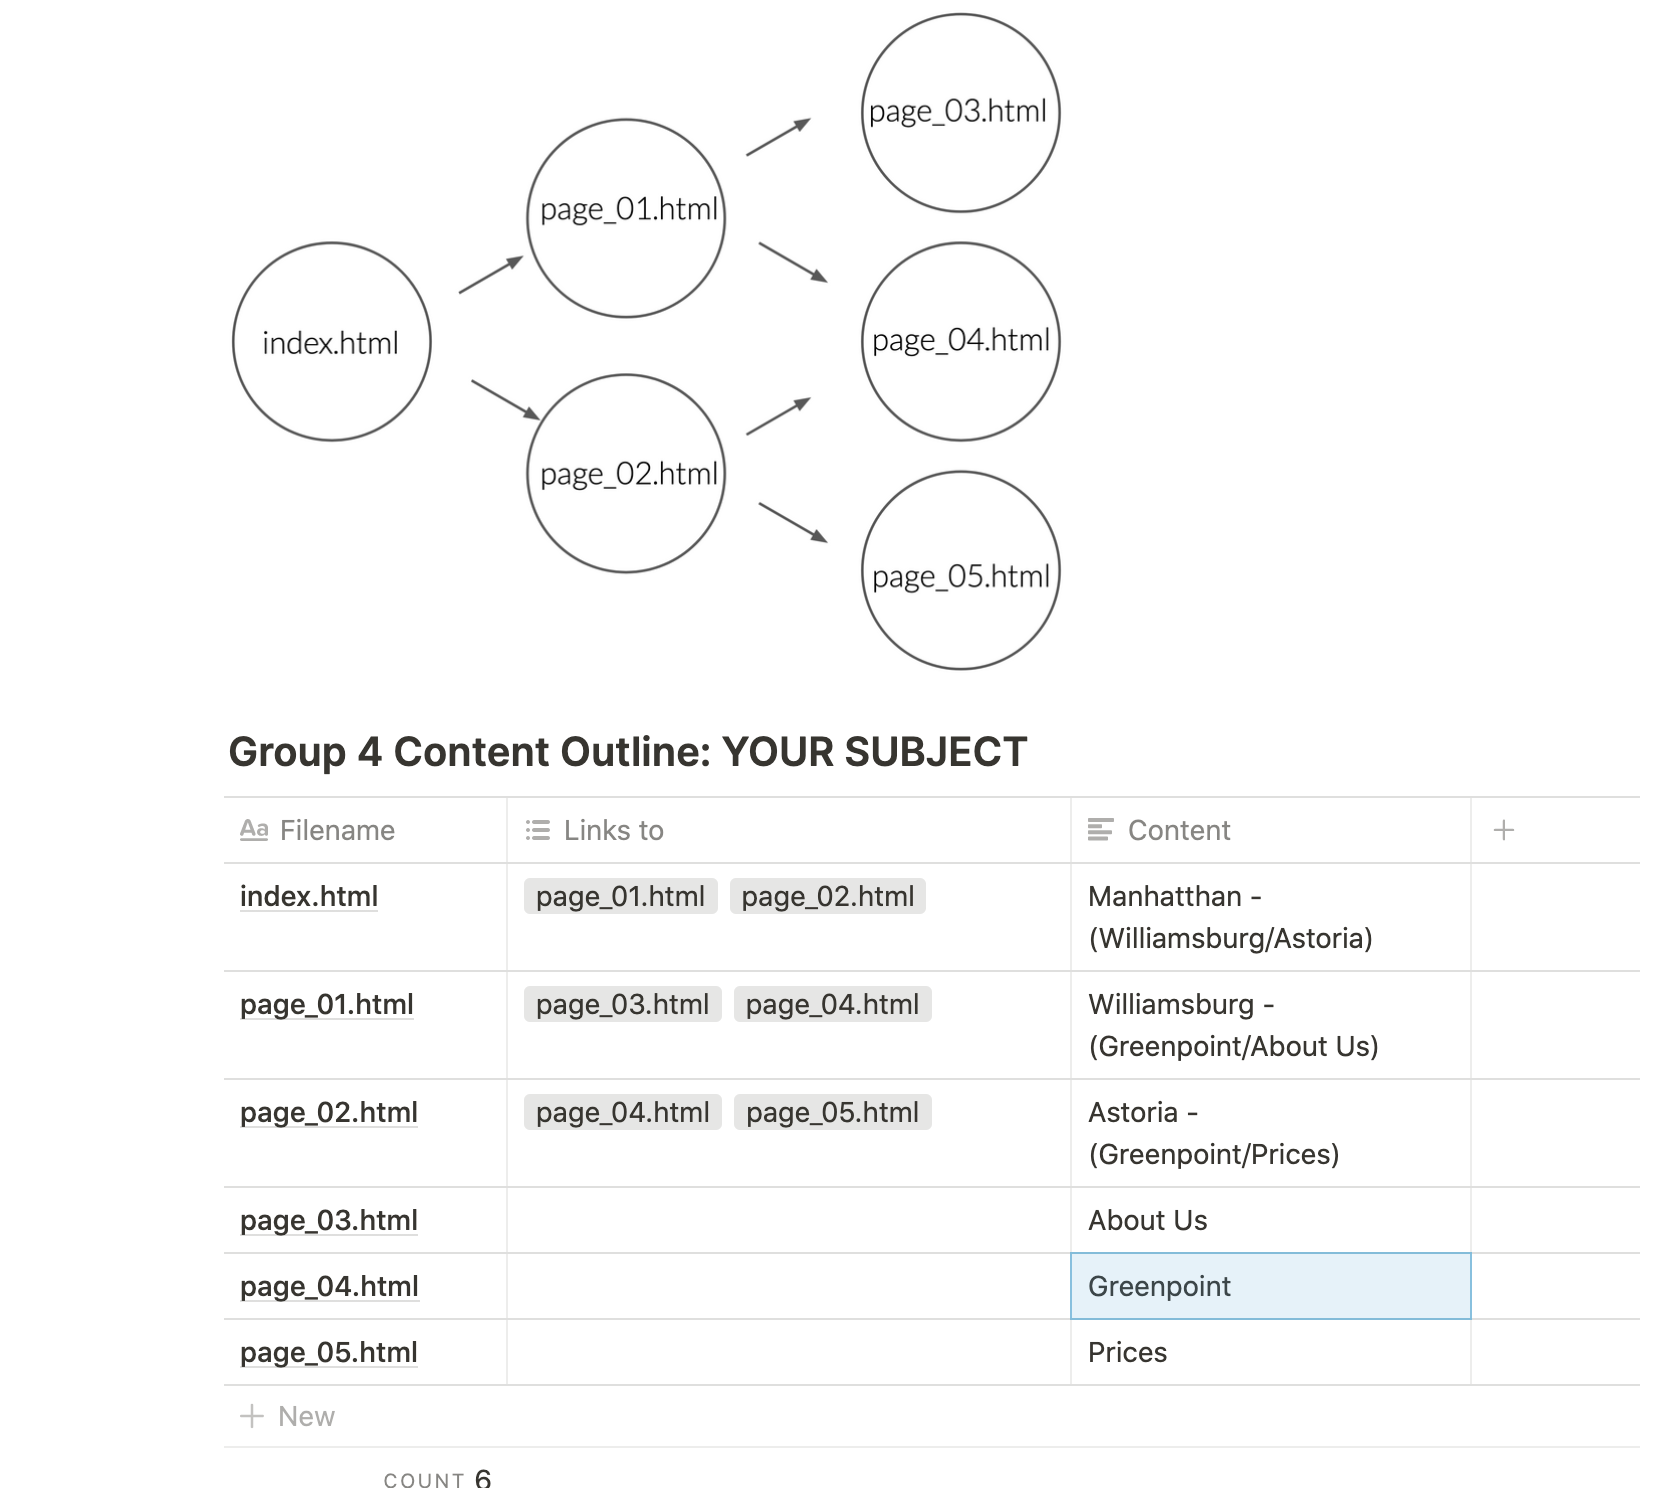 page_03.html
page_01.html
index.html
page_04.html
page_02.html
page_05.html
Group 4 Content Outline: YOUR SUBJECT
Aa Filename
Links to
Content
+
index.html
page_01.html page_02.html
Manhatthan -
(Williamsburg/Astoria)
page_01.html
page_03.html page_04.html
Williamsburg -
(Greenpoint/About Us)
page_02.html
page_04.html page_05.html
Astoria -
(Greenpoint/Prices)
page_03.html
About Us
page_04.html
Greenpoint
page_05.html
Prices
+ New
COUNT 6